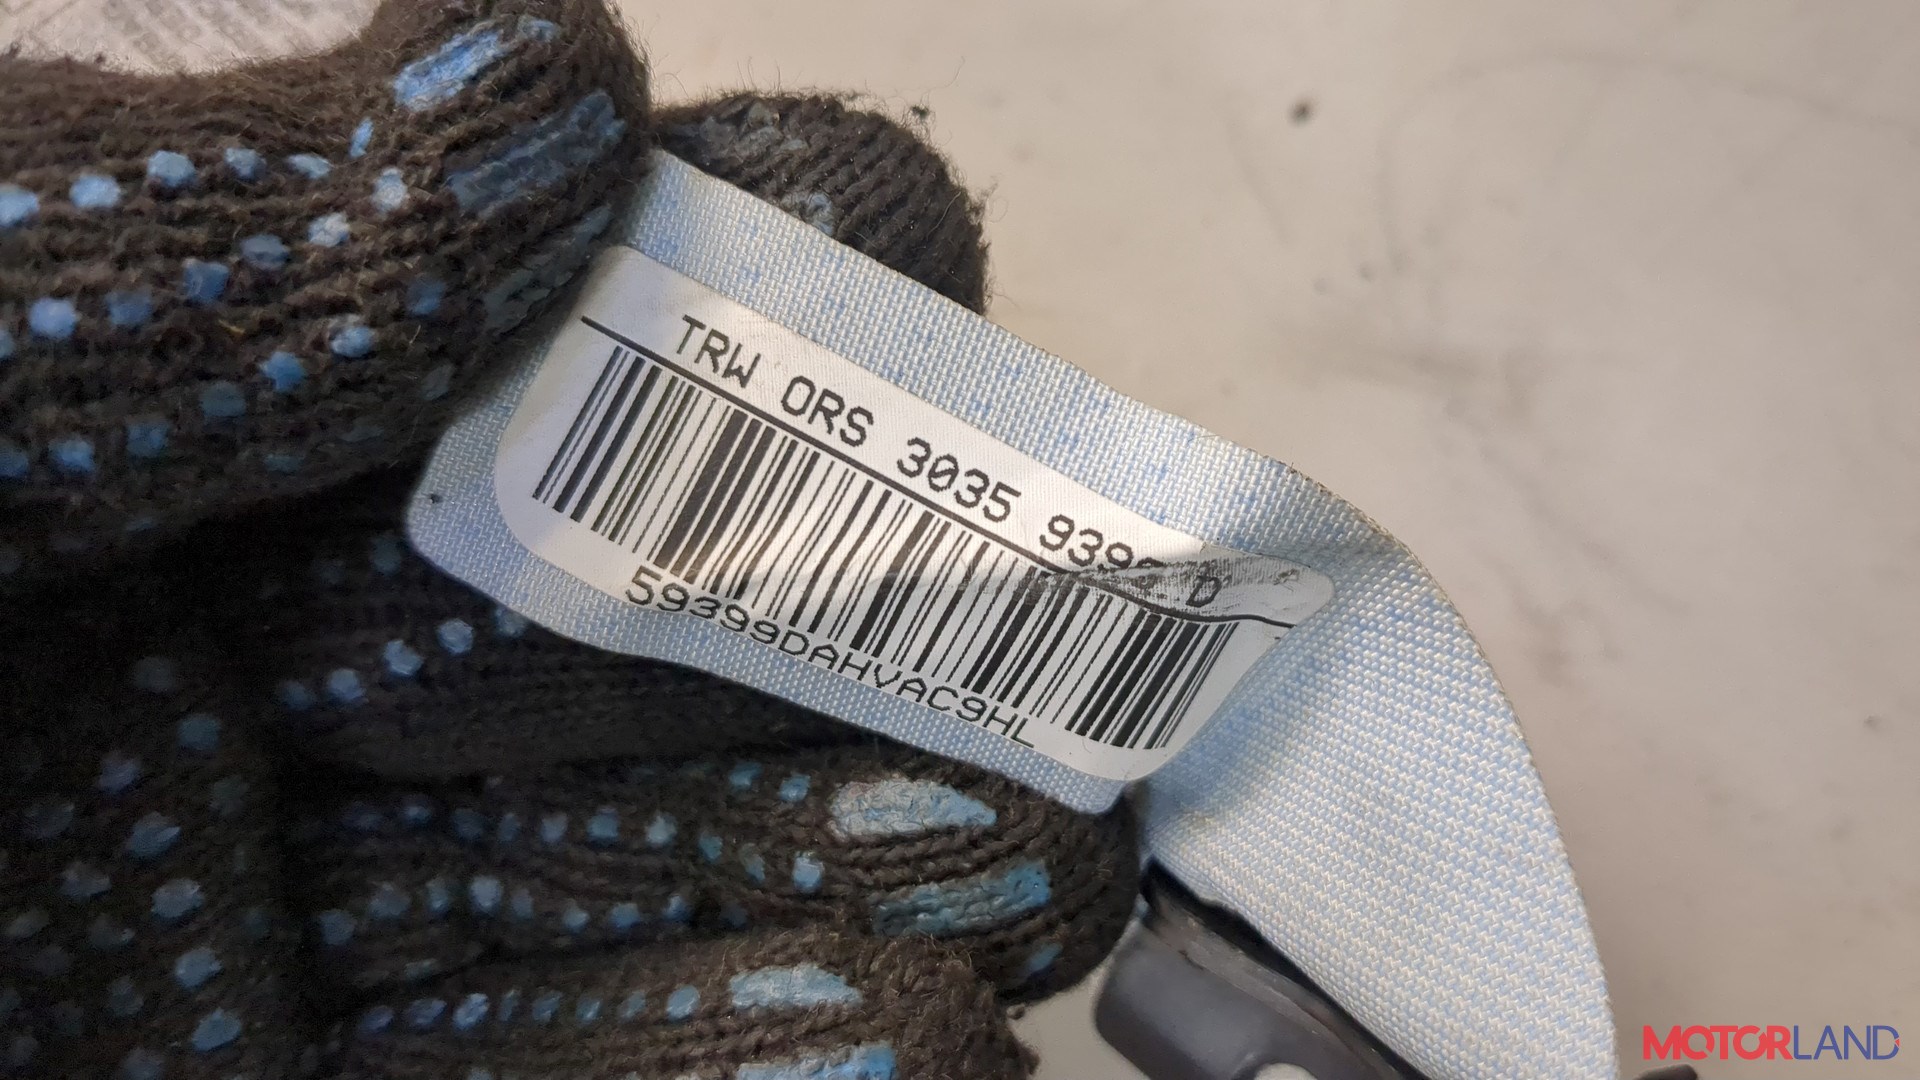 TRW ORS 3035 D
59399DAHVAC9HL
MOTORLAND